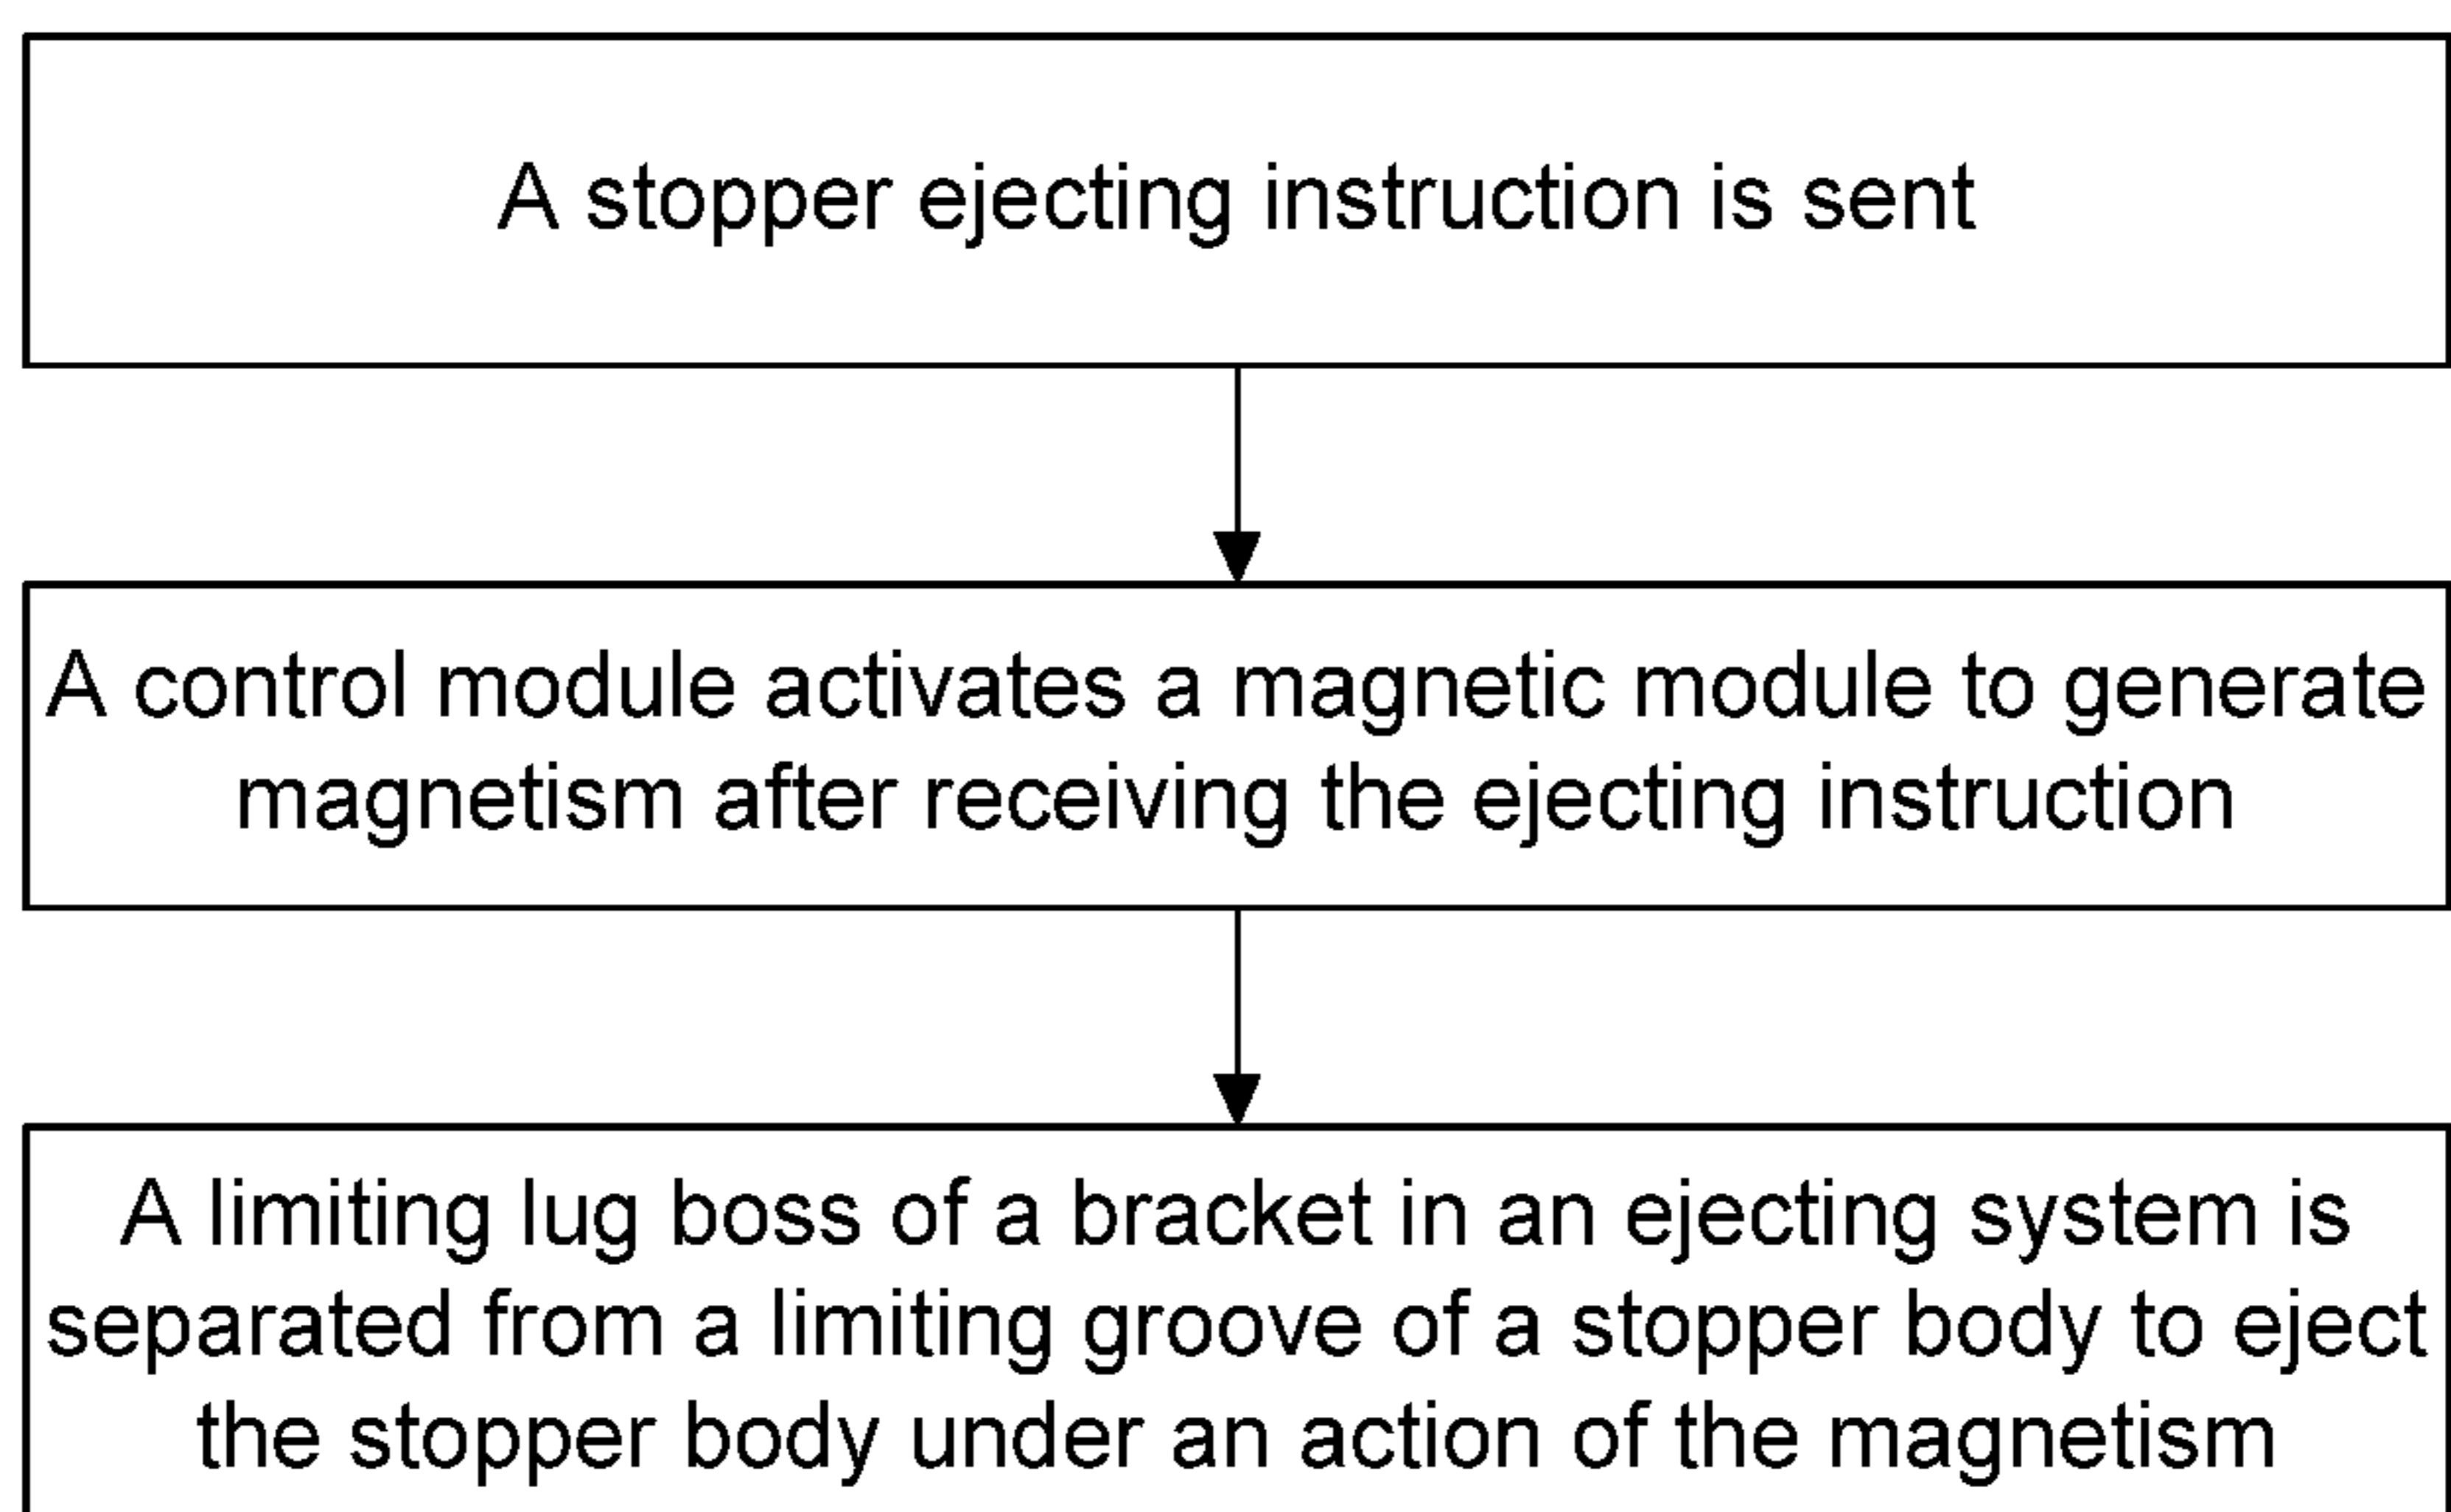 A stopper ejecting instruction is sent
A control module activates a magnetic module to generate
magnetism after receiving the ejecting instruction
A limiting lug boss of a bracket in an ejecting system is
separated from a limiting groove of a stopper body to eject
the stopper body under an action of the magnetism